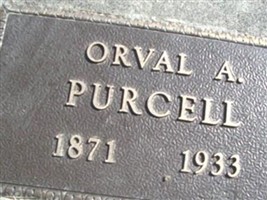 ORVAL A.
PURCELL
1871 1933